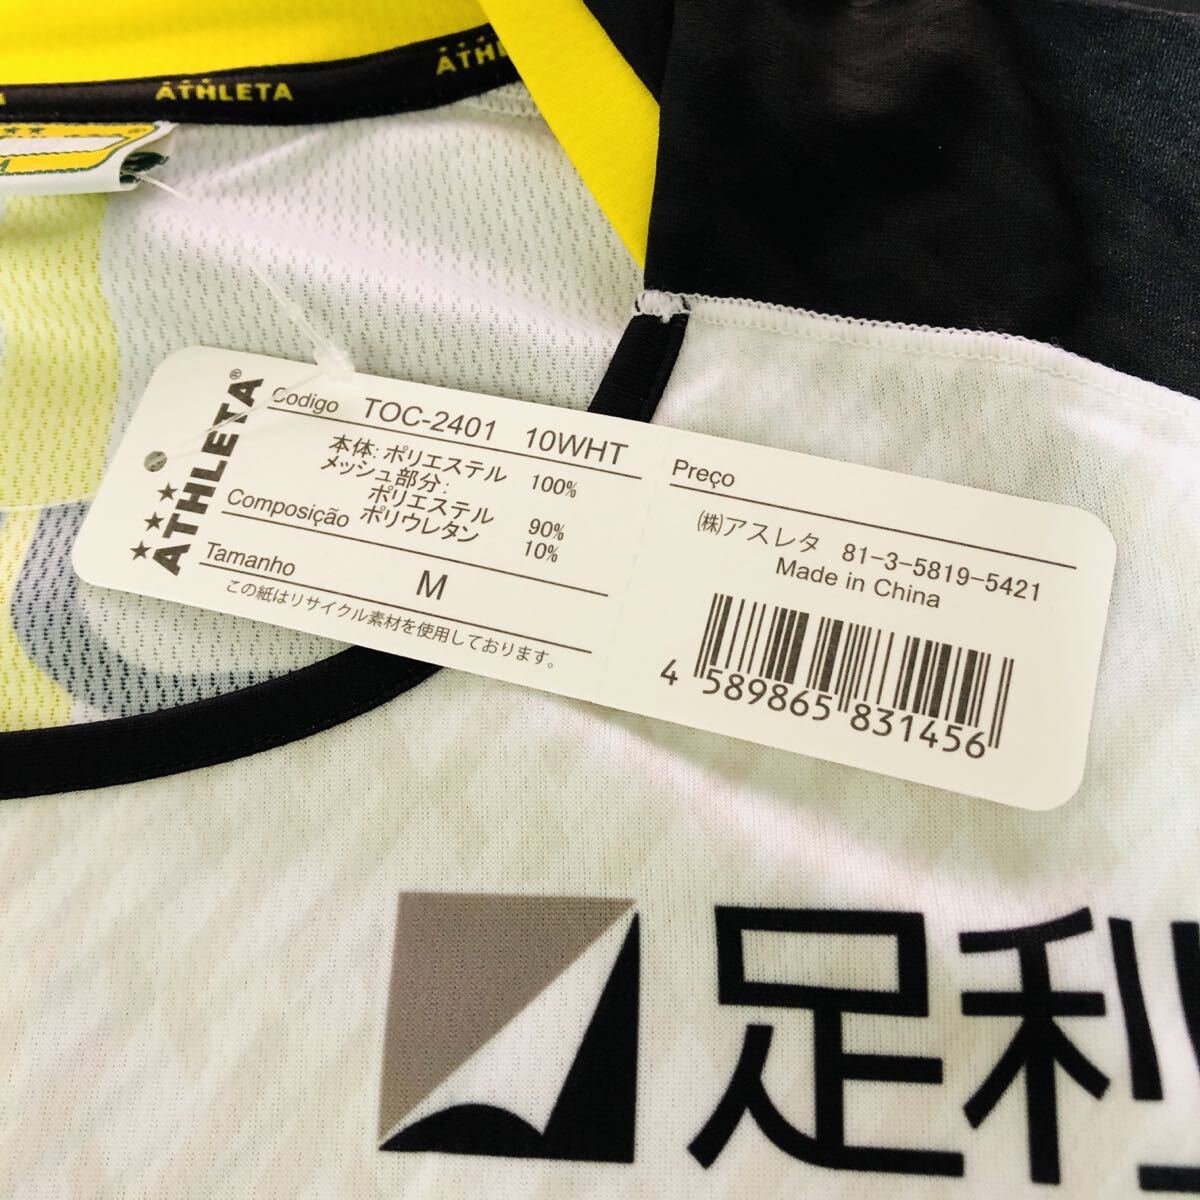 ATHLETA
ATH
ATHLETA®
Codigo TOC-2401 10WHT
本体:ポリエステル 100%
メッシュ部分:
ポリエステル 90%
Composição ポリウレタン 10%
Tamanho M
この紙はリサイクル素材を使用しております。
Preço
㈱アスレタ 81-3-5819-5421
Made in China
4 589865 831456
足利